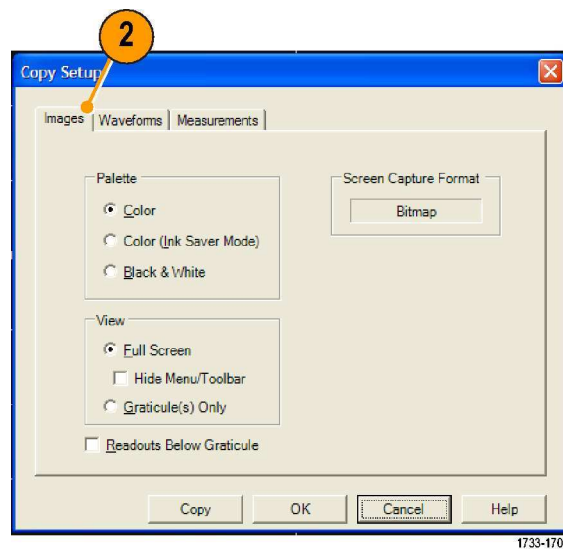 2
Copy Setup
Images Waveforms Measurements
Palette
Color
Color (Ink Saver Mode)
Black & White
Screen Capture Format
Bitmap
View
Full Screen
Hide Menu/Toolbar
Graticule(s) Only
Readouts Below Graticule
Copy OK Cancel Help
1733-170